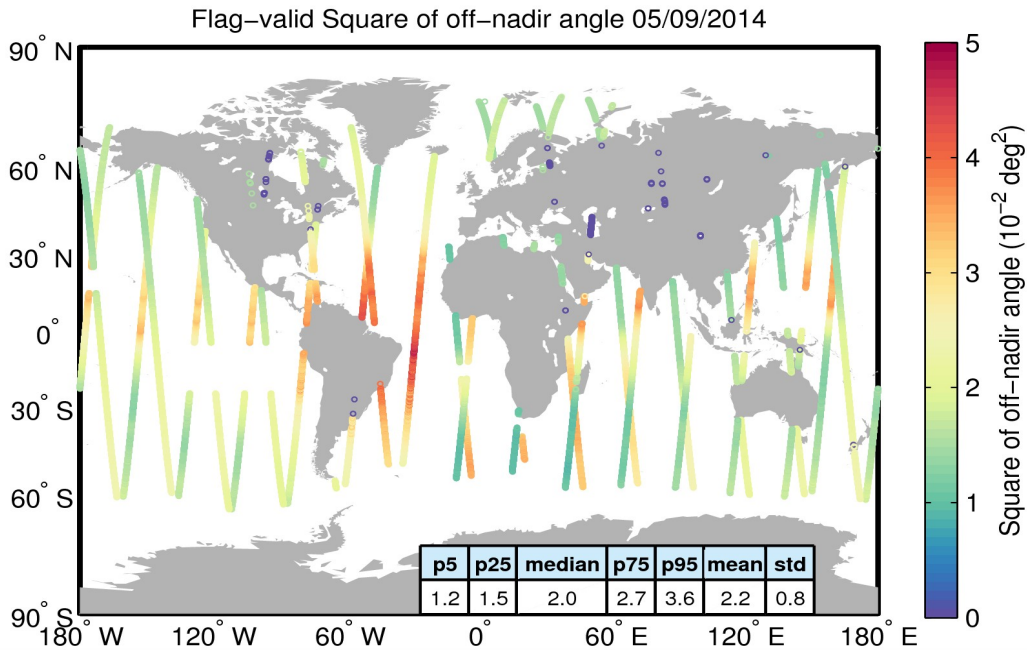 Flag−valid Square of off−nadir angle 05/09/2014
90° N
60° N
30° N
0°
30° S
60° S
90° S
180° W
120° W
60° W
0°
60° E
120° E
180° E
p5 p25 median p75 p95 mean std
1.2 1.5 2.0 2.7 3.6 2.2 0.8
5
4
3
2
1
0
Square of off−nadir angle (10⁻² deg²)